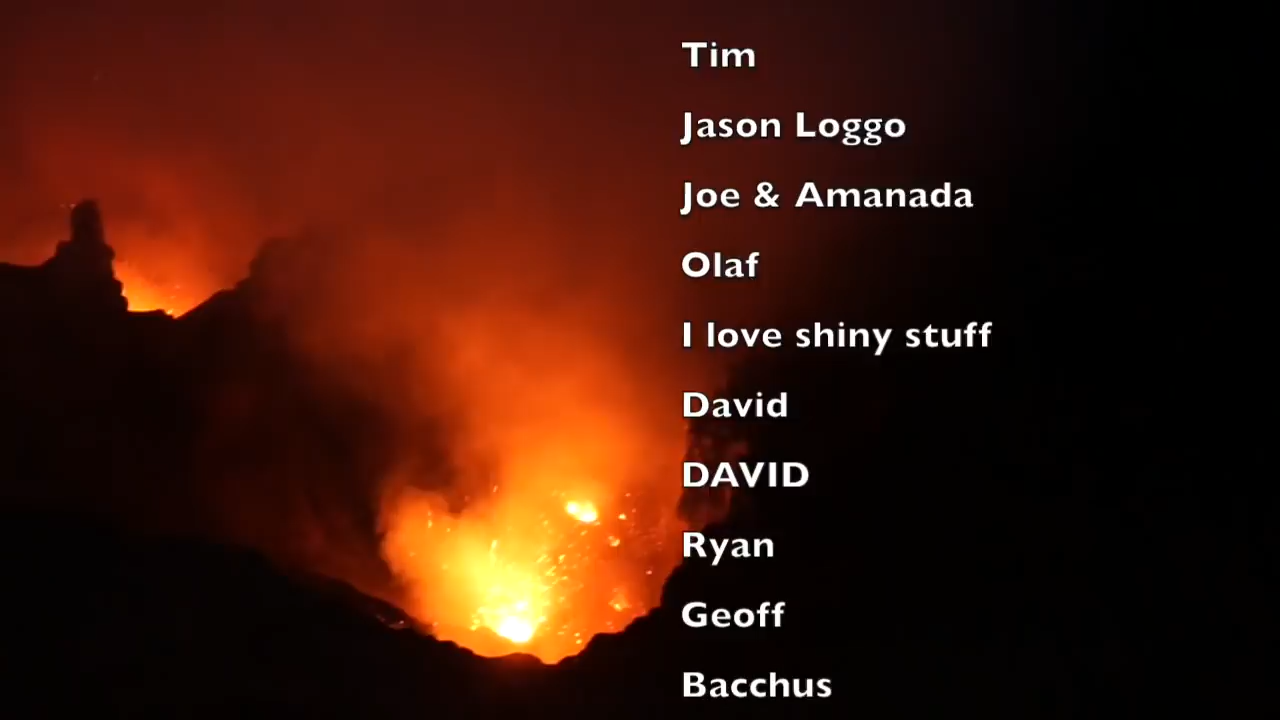 Tim
Jason Loggo
Joe & Amanada
Olaf
I love shiny stuff
David
DAVID
Ryan
Geoff
Bacchus